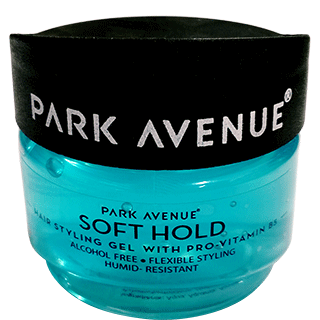 PARK AVENUE®
PARK AVENUE®
SOFT HOLD
HAIR STYLING GEL WITH PRO-VITAMIN B5
ALCOHOL FREE • FLEXIBLE STYLING
HUMID-RESISTANT